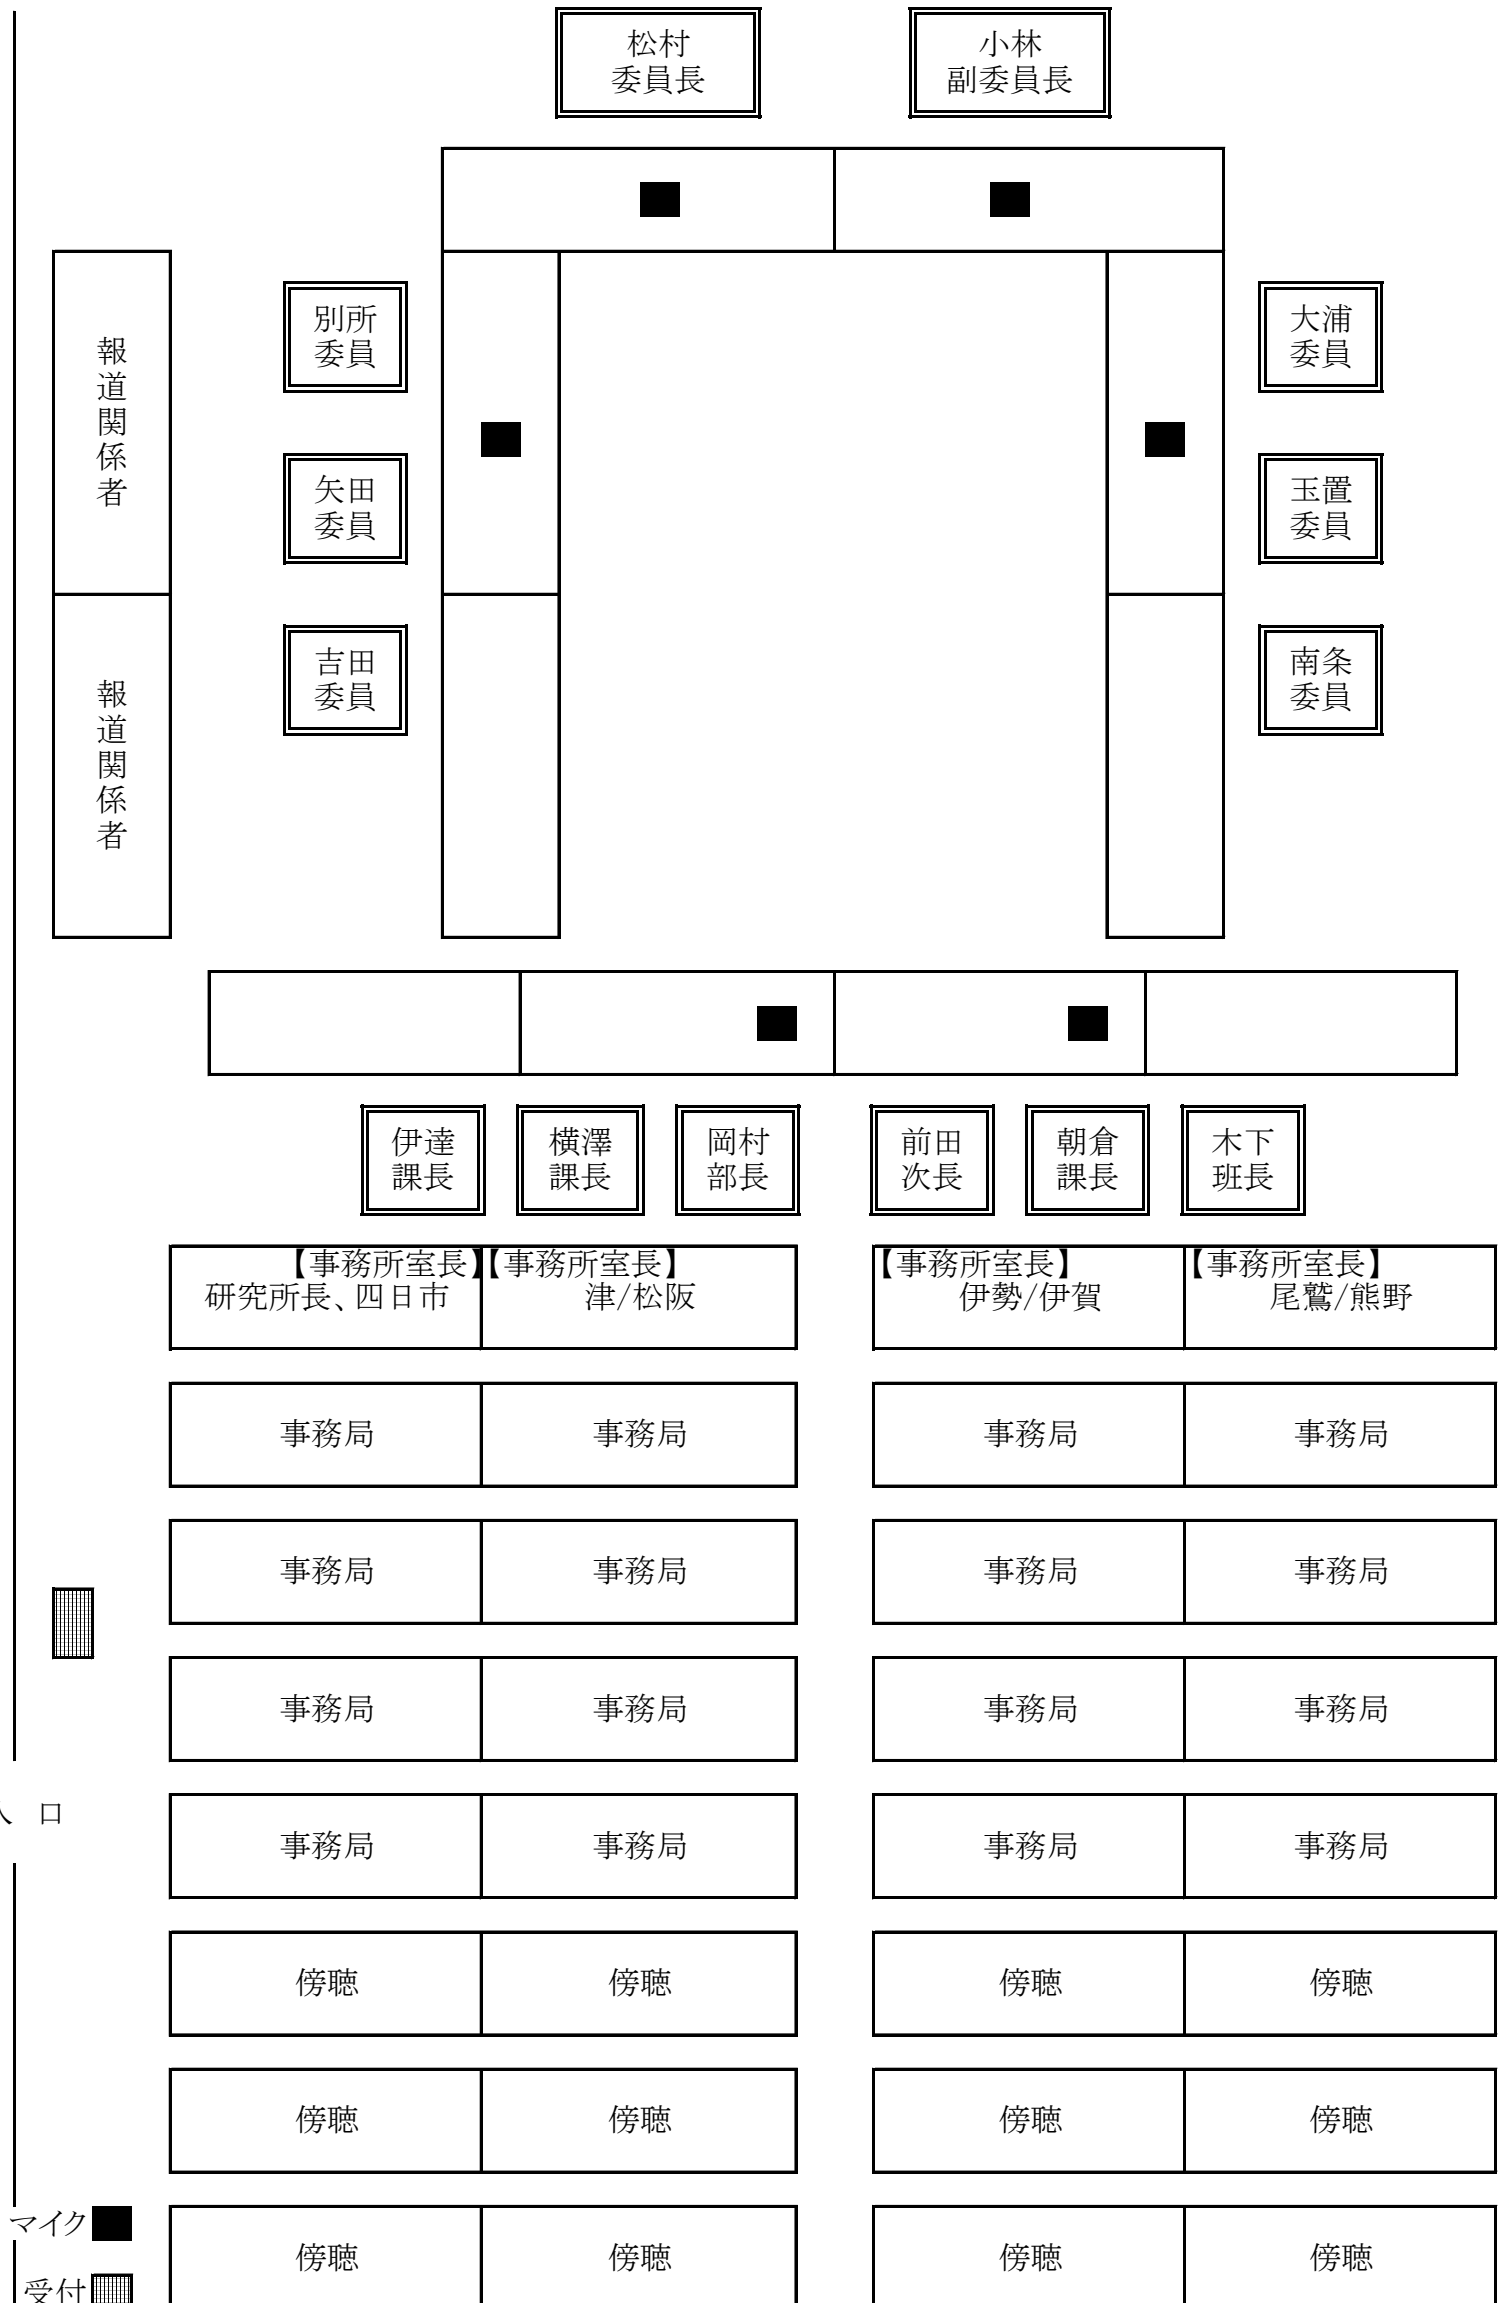 松村
委員長
小林
副委員長
報道関係者
別所
委員
大浦
委員
矢田
委員
玉置
委員
報道関係者
吉田
委員
南条
委員
伊達
課長
横澤
課長
岡村
部長
前田
次長
朝倉
課長
木下
班長
【事務所室長】
研究所長、四日市
【事務所室長】
津/松阪
【事務所室長】
伊勢/伊賀
【事務所室長】
尾鷲/熊野
事務局
事務局
事務局
事務局
事務局
事務局
事務局
事務局
事務局
事務局
事務局
事務局
入 口
事務局
事務局
事務局
事務局
傍聴
傍聴
傍聴
傍聴
傍聴
傍聴
傍聴
傍聴
マイク
傍聴
傍聴
傍聴
傍聴
受付